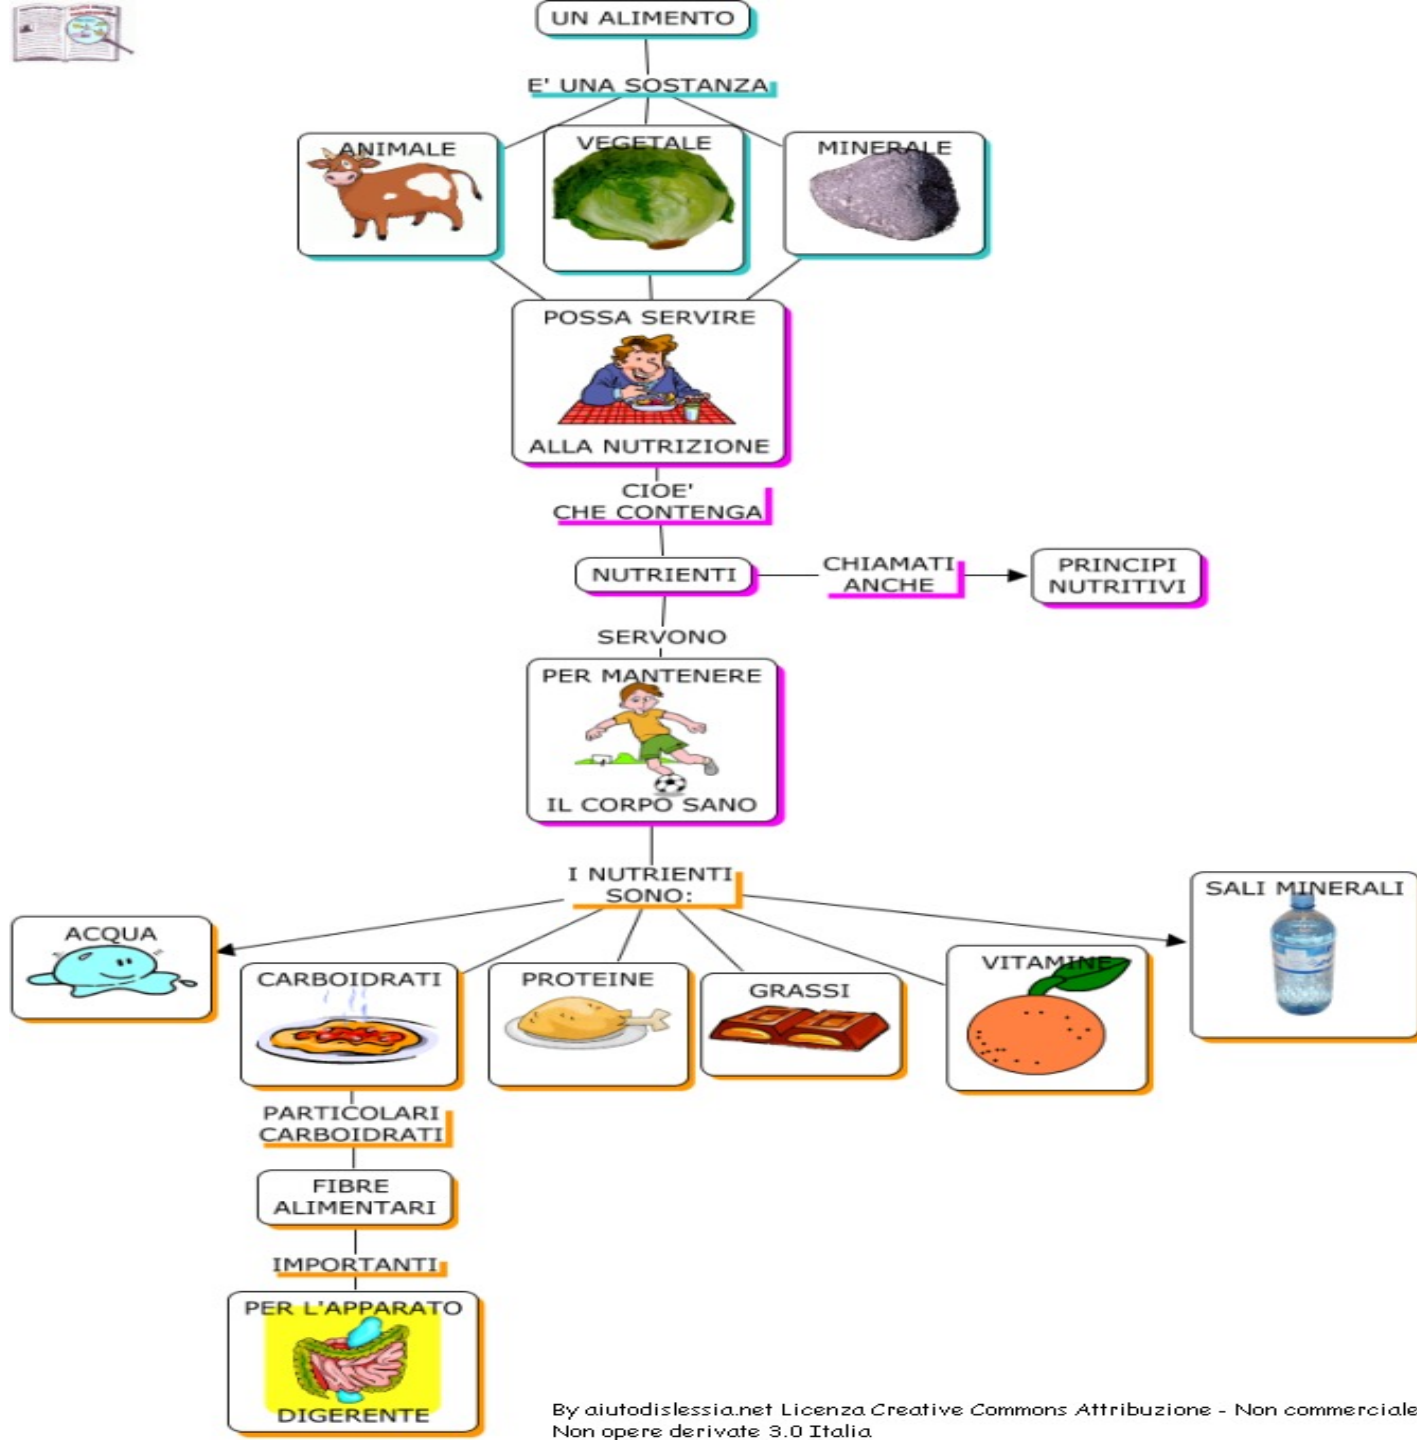 UN ALIMENTO
E' UNA SOSTANZA
ANIMALE
VEGETALE
MINERALE
POSSA SERVIRE
ALLA NUTRIZIONE
CIOE'
CHE CONTENGA
NUTRIENTI
CHIAMATI
ANCHE
PRINCIPI
NUTRITIVI
SERVONO
PER MANTENERE
IL CORPO SANO
I NUTRIENTI
SONO:
ACQUA
CARBOIDRATI
PROTEINE
GRASSI
VITAMINE
SALI MINERALI
PARTICOLARI
CARBOIDRATI
FIBRE
ALIMENTARI
IMPORTANTI
PER L'APPARATO
DIGERENTE
By aiutodislessia.net Licenza Creative Commons Attribuzione - Non commerciale
Non opere derivate 3.0 Italia